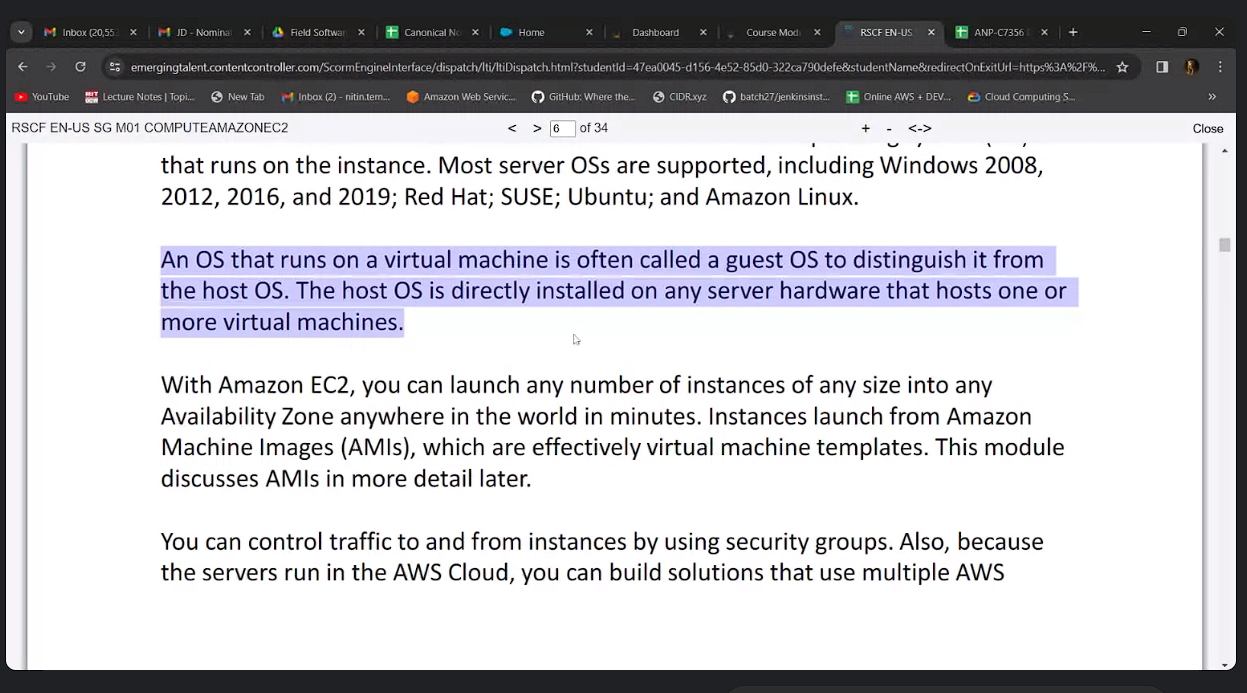 Inbox (20,55
JD - Nomina
Field Softwar
Canonical No
Home
Dashboard
Course Mod
RSCF EN-US
ANP-C7356
emergingtalent.contentcontroller.com/ScormEngineInterface/dispatch/lti/ltiDispatch.html?studentId=47ea0045-d156-4e52-85d0-322ca790defe&studentName&redirectOnExitUrl=https%3A%2F%...
YouTube
Lecture Notes | Topi...
New Tab
Inbox (2) - nitin.tem...
Amazon Web Servic...
GitHub: Where the...
CIDR.xyz
batch27/jenkinsinst...
Online AWS + DEV...
Cloud Computing S...
»
RSCF EN-US SG M01 COMPUTEAMAZONEC2
< > 6 of 34
+ - <->
Close
that runs on the instance. Most server OSs are supported, including Windows 2008,
2012, 2016, and 2019; Red Hat; SUSE; Ubuntu; and Amazon Linux.
An OS that runs on a virtual machine is often called a guest OS to distinguish it from
the host OS. The host OS is directly installed on any server hardware that hosts one or
more virtual machines.
With Amazon EC2, you can launch any number of instances of any size into any
Availability Zone anywhere in the world in minutes. Instances launch from Amazon
Machine Images (AMIs), which are effectively virtual machine templates. This module
discusses AMIs in more detail later.
You can control traffic to and from instances by using security groups. Also, because
the servers run in the AWS Cloud, you can build solutions that use multiple AWS